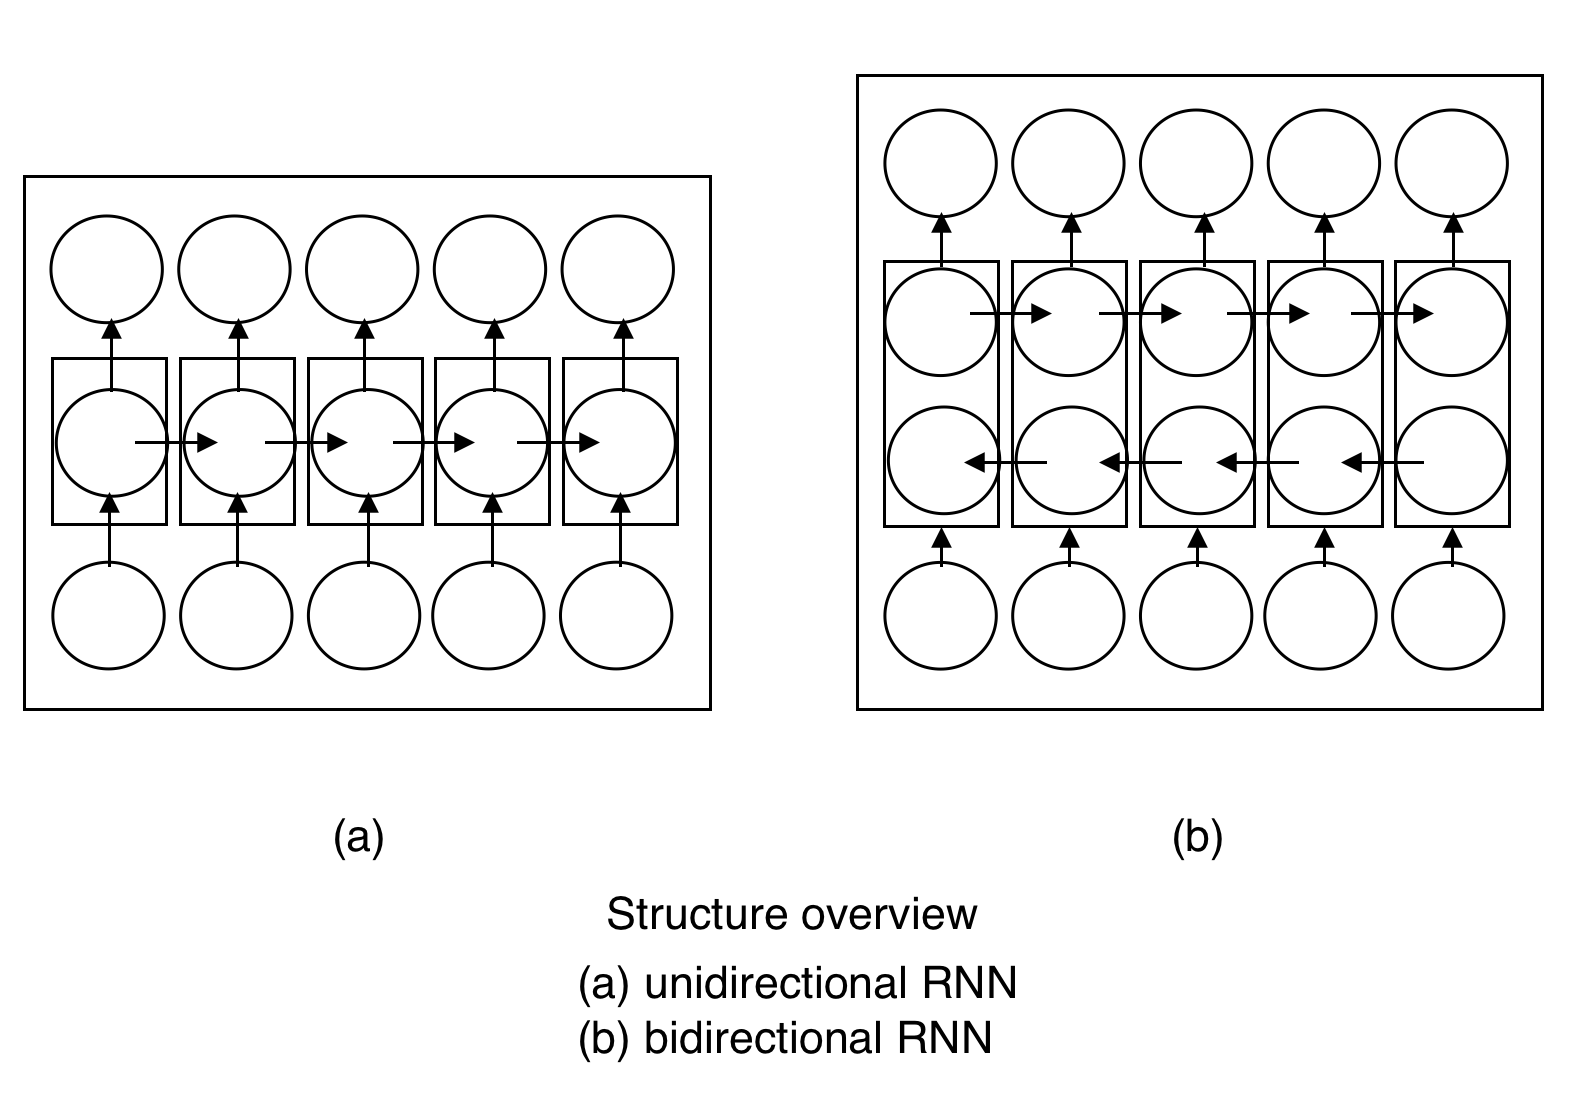 (a)
(b)
Structure overview
(a) unidirectional RNN
(b) bidirectional RNN